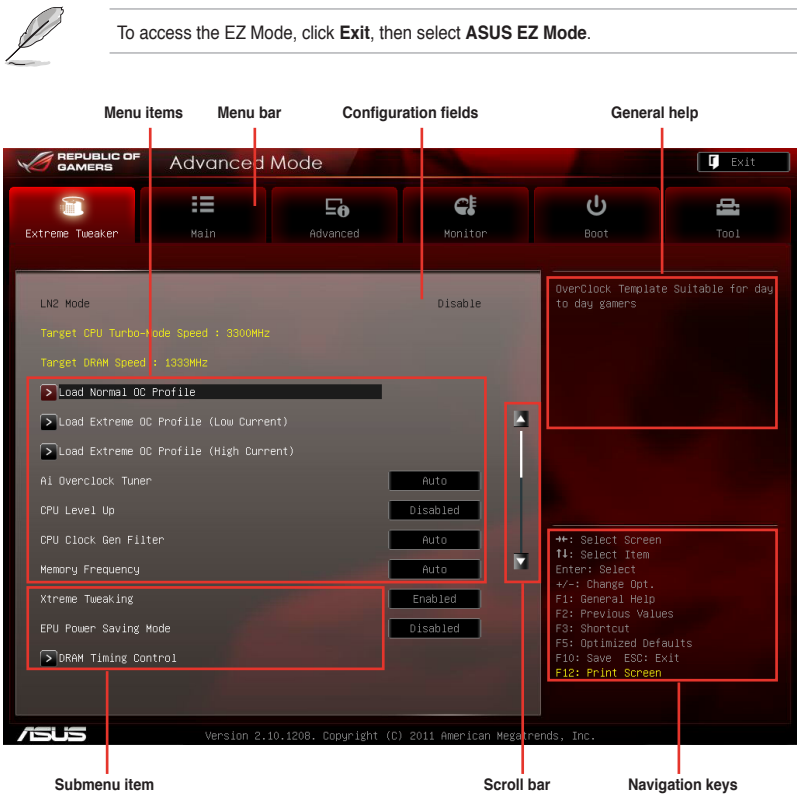 To access the EZ Mode, click Exit, then select ASUS EZ Mode.
Menu items
Menu bar
Configuration fields
General help
REPUBLIC OF
GAMERS
Advanced Mode
Exit
Extreme Tweaker
Main
Advanced
Monitor
Boot
Tool
LN2 Mode Disable
Target CPU Turbo-Mode Speed : 3300MHz
Target DRAM Speed : 1333MHz
> Load Normal OC Profile
> Load Extreme OC Profile (Low Current)
> Load Extreme OC Profile (High Current)
Ai Overclock Tuner Auto
CPU Level Up Disabled
CPU Clock Gen Filter Auto
Memory Frequency Auto
Xtreme Tweaking Enabled
EPU Power Saving Mode Disabled
> DRAM Timing Control
OverClock Template Suitable for day
to day gamers
→←: Select Screen
↑↓: Select Item
Enter: Select
+/-: Change Opt.
F1: General Help
F2: Previous Values
F3: Shortcut
F5: Optimized Defaults
F10: Save ESC: Exit
F12: Print Screen
ASUS
Version 2.10.1208. Copyright (C) 2011 American Megatrends, Inc.
Submenu item
Scroll bar
Navigation keys